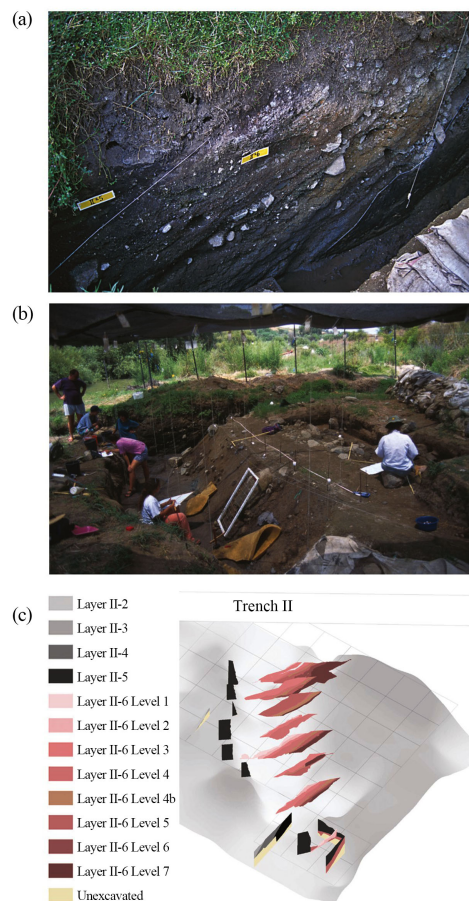 (a)
II*5
II*6
(b)
(c)
Trench II
Layer II-2
Layer II-3
Layer II-4
Layer II-5
Layer II-6 Level 1
Layer II-6 Level 2
Layer II-6 Level 3
Layer II-6 Level 4
Layer II-6 Level 4b
Layer II-6 Level 5
Layer II-6 Level 6
Layer II-6 Level 7
Unexcavated